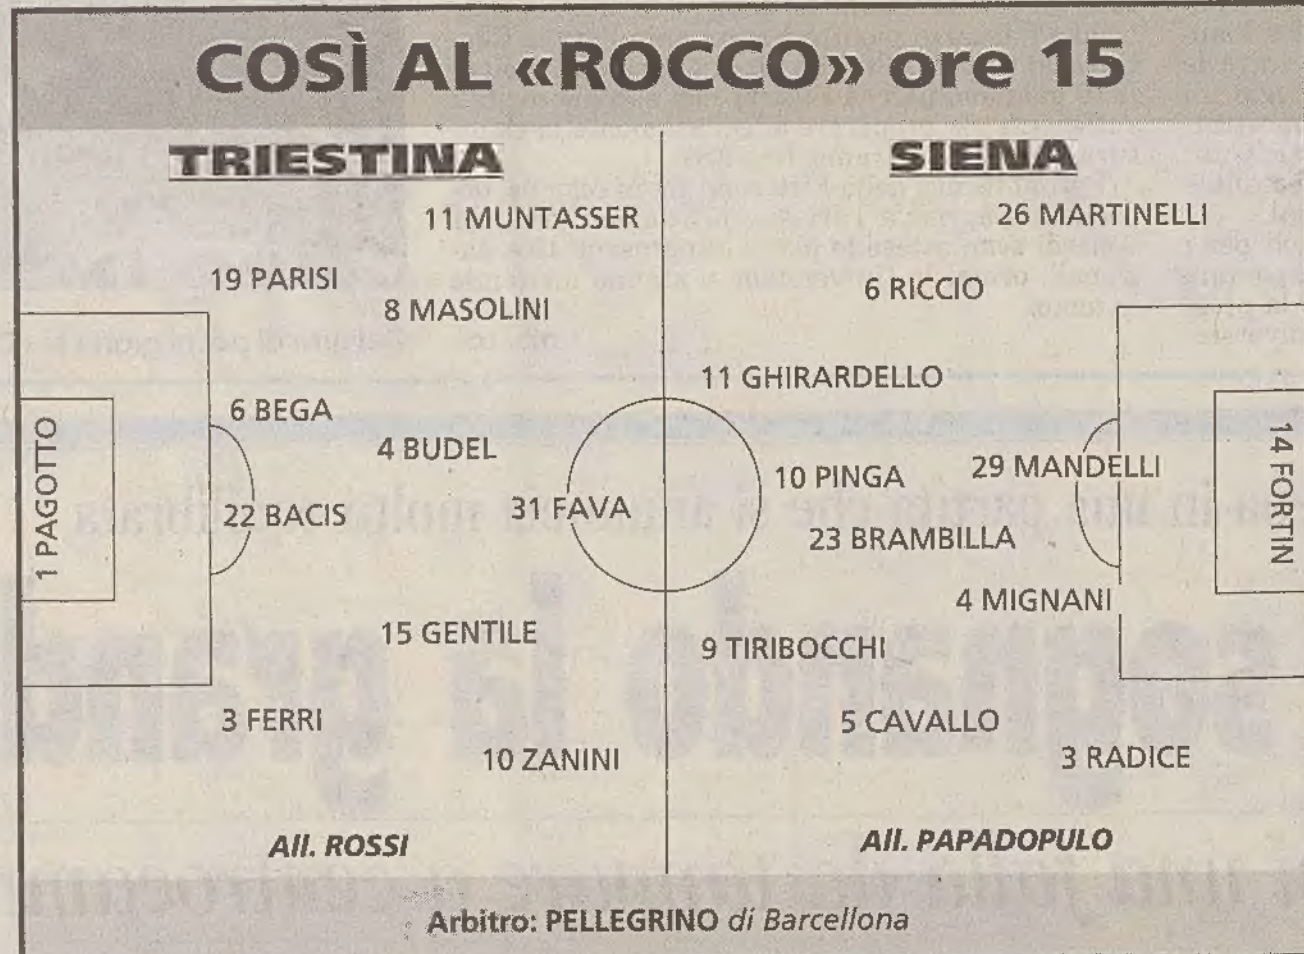 COSÌ AL «ROCCO» ore 15
TRIESTINA
11 MUNTASSER
19 PARISI
8 MASOLINI
6 BEGA
4 BUDEL
1 PAGOTTO
22 BACIS
31 FAVA
15 GENTILE
3 FERRI
10 ZANINI
All. ROSSI
SIENA
26 MARTINELLI
6 RICCIO
11 GHIRARDELLO
29 MANDELLI
10 PINGA
14 FORTIN
23 BRAMBILLA
4 MIGNANI
9 TIRIBOCCHI
5 CAVALLO
3 RADICE
All. PAPADOPULO
Arbitro: PELLEGRINO di Barcellona